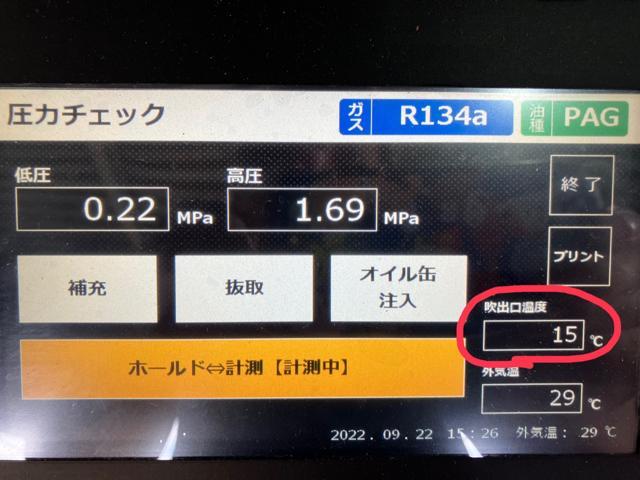 圧力チェック ガス R134a 油種 PAG
低圧 高圧
0.22 MPa 1.69 MPa
終了
プリント
補充 抜取 オイル缶
注入
吹出口温度
15 ℃
ホールド⇔計測【計測中】
外気温
29 ℃
2022. 09. 22 15:26 外気温: 29 ℃